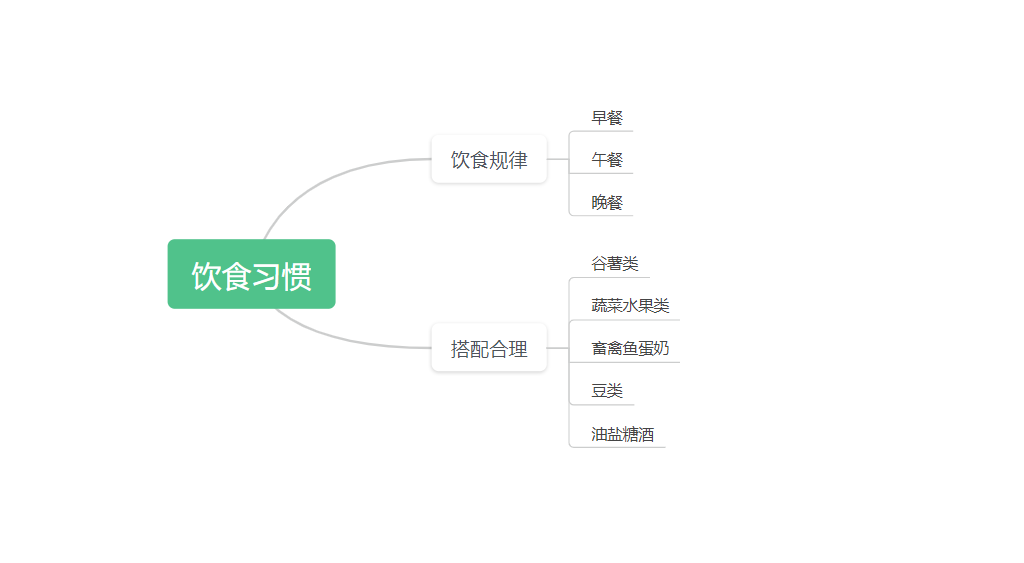 饮食习惯
饮食规律
早餐
午餐
晚餐
搭配合理
谷薯类
蔬菜水果类
畜禽鱼蛋奶
豆类
油盐糖酒